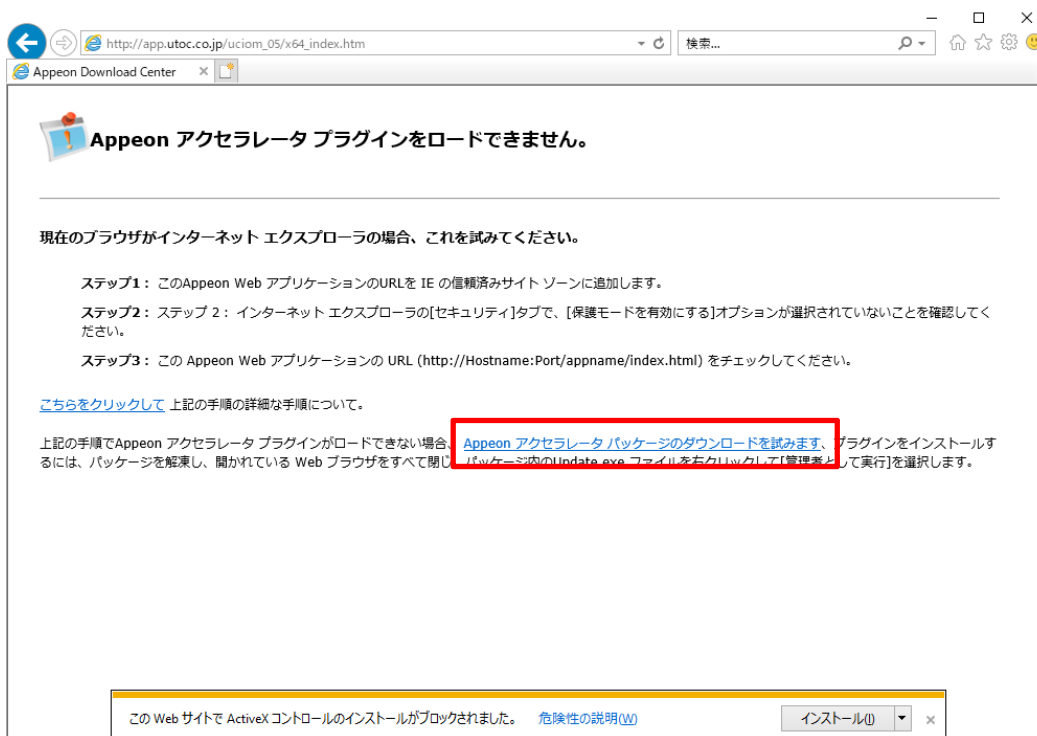 http://app.utoc.co.jp/uciom_05/x64_index.htm
検索...
Appeon Download Center
Appeon アクセラレータ プラグインをロードできません。
現在のブラウザがインターネット エクスプローラの場合、これを試みてください。
ステップ1： このAppeon Web アプリケーションのURLを IE の信頼済みサイト ゾーンに追加します。
ステップ2： ステップ 2： インターネット エクスプローラの[セキュリティ]タブで、[保護モードを有効にする]オプションが選択されていないことを確認してく
ださい。
ステップ3： この Appeon Web アプリケーションの URL (http://Hostname:Port/appname/index.html) をチェックしてください。
こちらをクリックして 上記の手順の詳細な手順について。
上記の手順でAppeon アクセラレータ プラグインがロードできない場合、 Appeon アクセラレータ パッケージのダウンロードを試みます、プラグインをインストールす
るには、パッケージを解凍し、開かれている Web ブラウザをすべて閉じ パッケージ内のUpdate.exe ファイルを右クリックして[管理者として実行]を選択します。
この Web サイトで ActiveX コントロールのインストールがブロックされました。 危険性の説明(W) インストール(I)